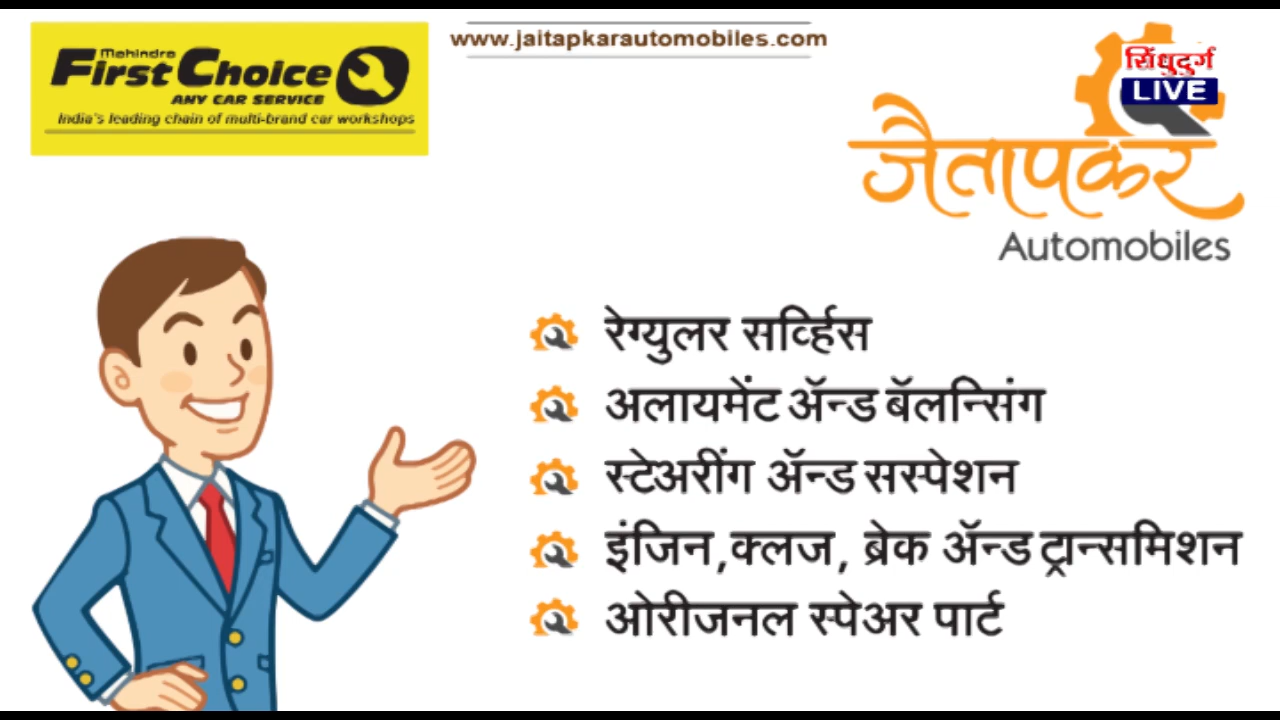 Mahindra
First Choice
ANY CAR SERVICE
India's leading chain of multi-brand car workshops
www.jaitapkarautomobiles.com
सिंधुदुर्ग
LIVE
जैतापकर
Automobiles
रेग्युलर सर्व्हिस
अलायमेंट ॲन्ड बॅलन्सिंग
स्टेअरींग ॲन्ड सस्पेशन
इंजिन,क्लज, ब्रेक ॲन्ड ट्रान्समिशन
ओरीजनल स्पेअर पार्ट